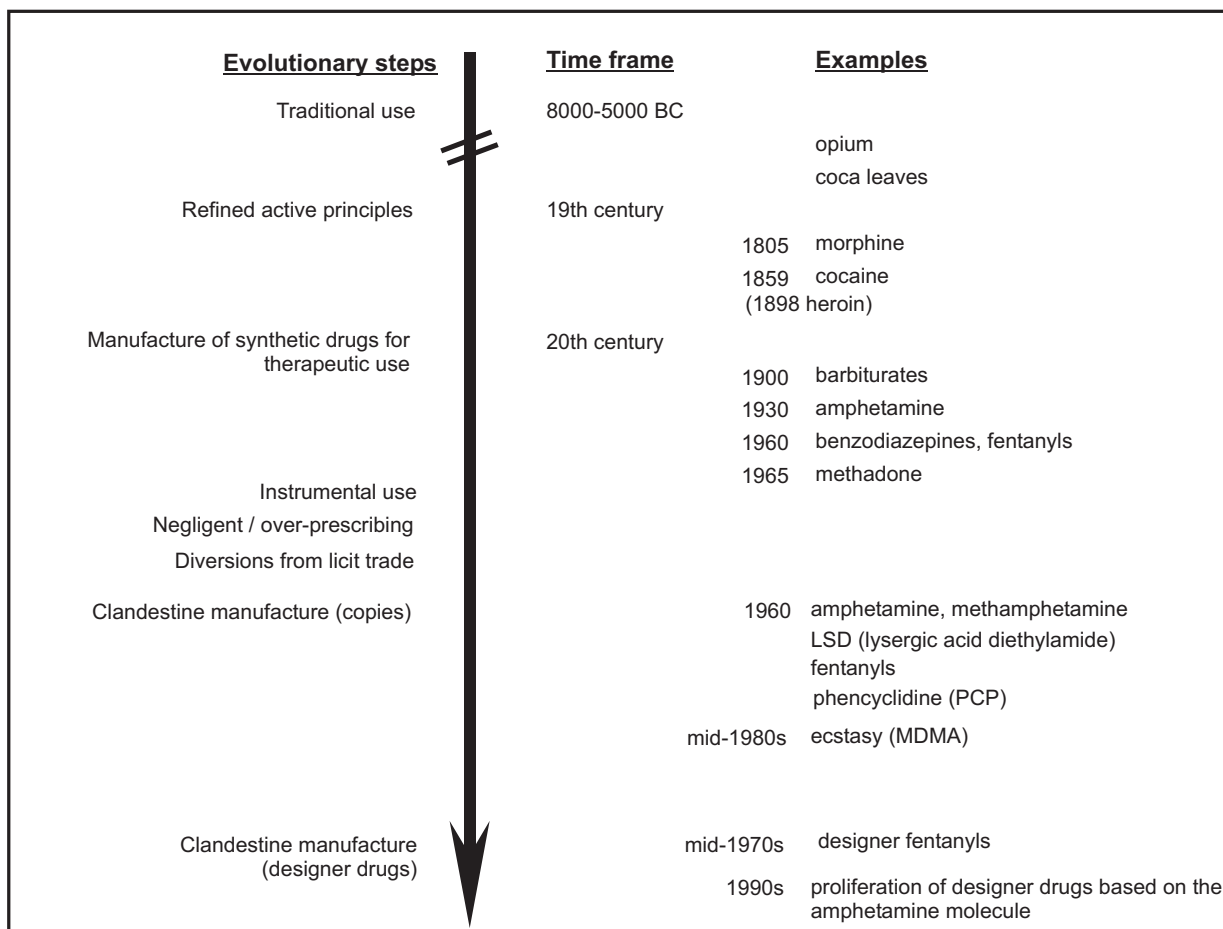 Evolutionary steps Time frame Examples
Traditional use 8000-5000 BC
opium
coca leaves
Refined active principles 19th century
1805 morphine
1859 cocaine
(1898 heroin)
Manufacture of synthetic drugs for 20th century
therapeutic use
1900 barbiturates
1930 amphetamine
1960 benzodiazepines, fentanyls
1965 methadone
Instrumental use
Negligent / over-prescribing
Diversions from licit trade
Clandestine manufacture (copies) 1960 amphetamine, methamphetamine
LSD (lysergic acid diethylamide)
fentanyls
phencyclidine (PCP)
mid-1980s ecstasy (MDMA)
Clandestine manufacture mid-1970s designer fentanyls
(designer drugs)
1990s proliferation of designer drugs based on the
amphetamine molecule